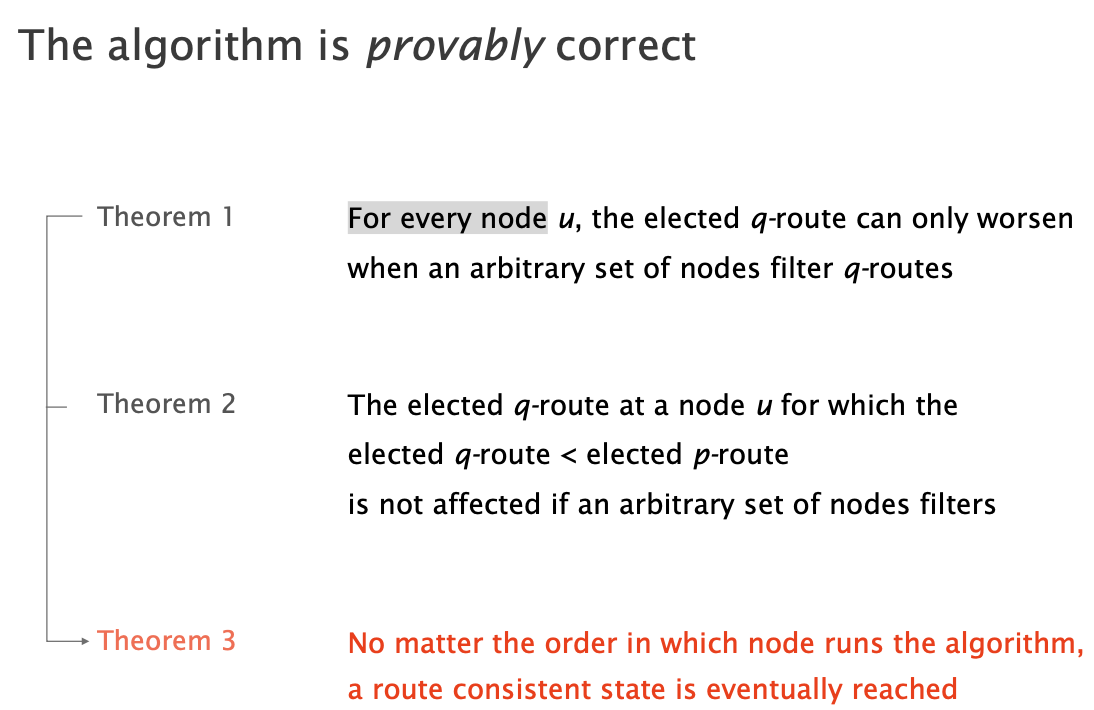 The algorithm is provably correct
Theorem 1
For every node u, the elected q-route can only worsen
when an arbitrary set of nodes filter q-routes
Theorem 2
The elected q-route at a node u for which the
elected q-route < elected p-route
is not affected if an arbitrary set of nodes filters
Theorem 3
No matter the order in which node runs the algorithm,
a route consistent state is eventually reached